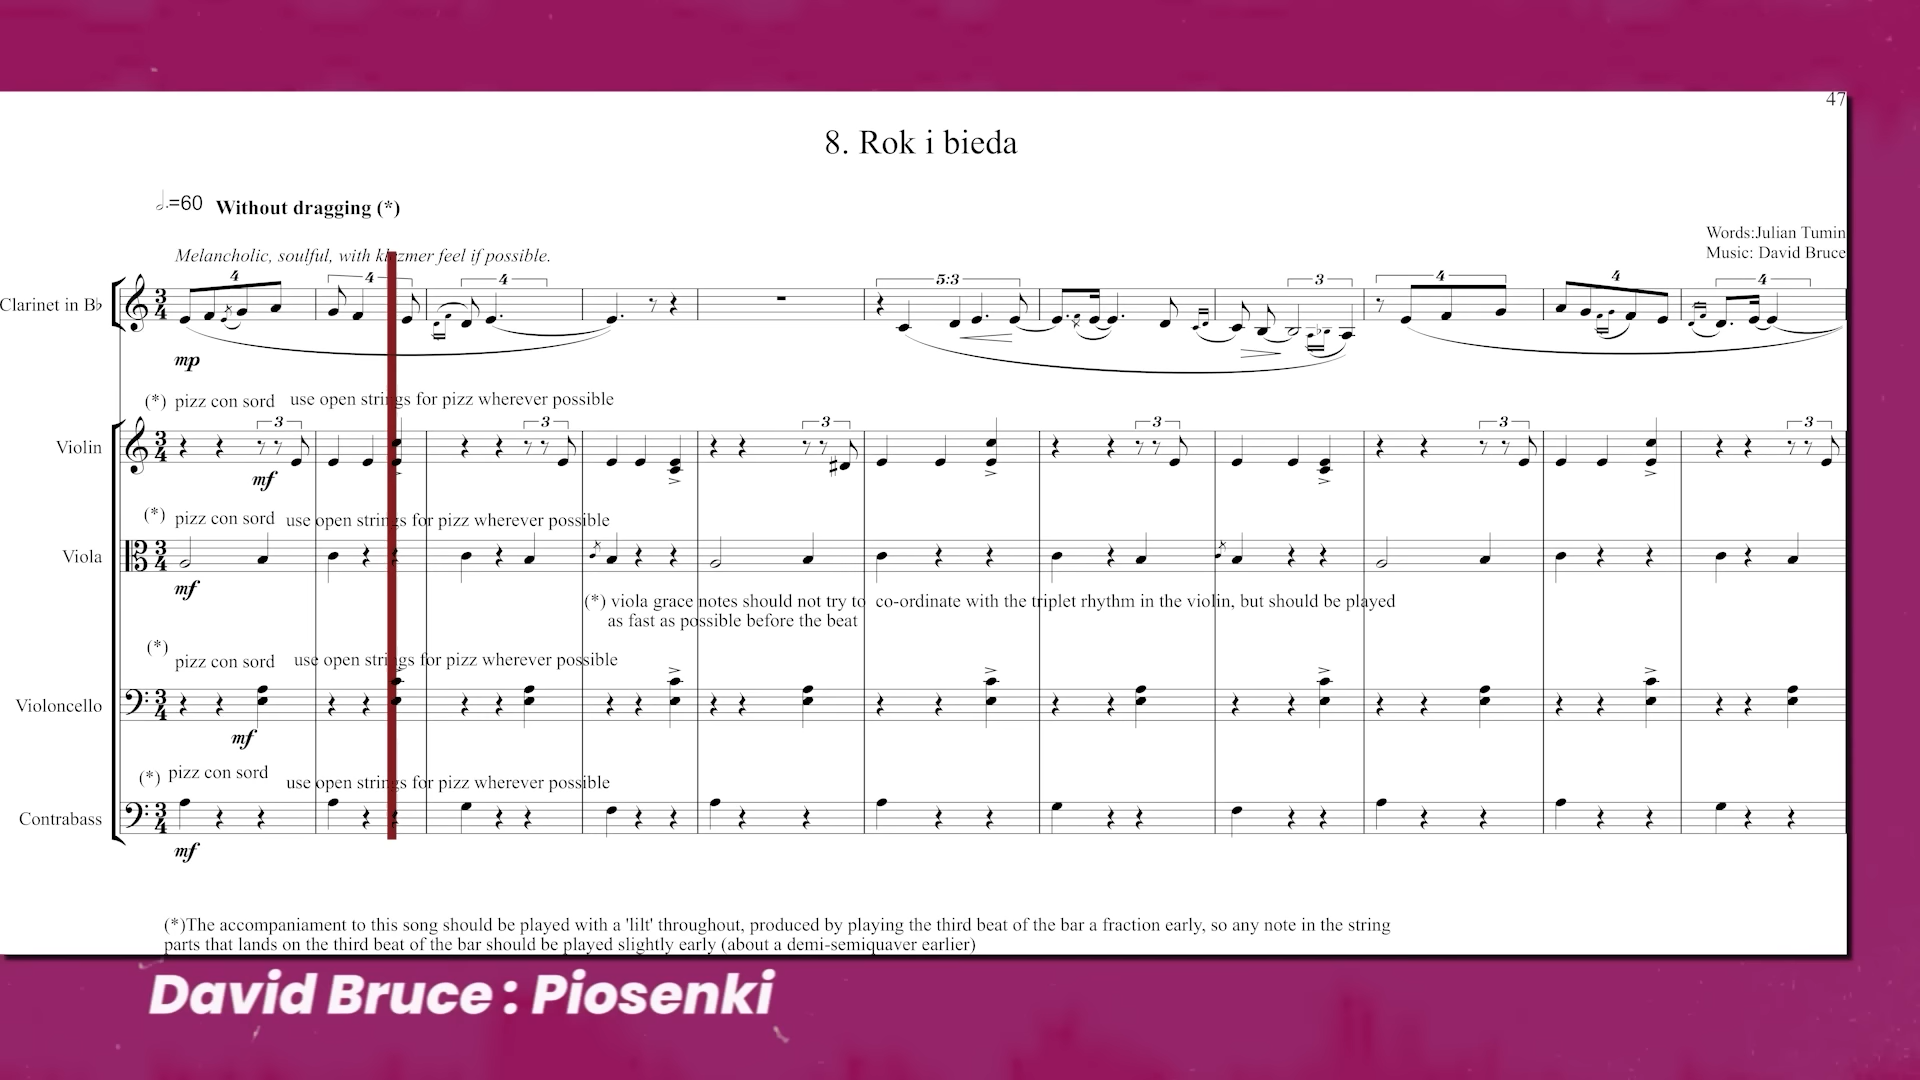 47
8. Rok i bieda
𝅗𝅥.=60 Without dragging (*)
Words:Julian Tumin
Music: David Bruce
Melancholic, soulful, with klezmer feel if possible.
4 4 4 5:3 3 4 4 4
Clarinet in B♭
mp
(*) pizz con sord use open strings for pizz wherever possible
3 3 3 3 3 3
Violin
mf
(*) pizz con sord use open strings for pizz wherever possible
Viola
mf
(*) viola grace notes should not try to co-ordinate with the triplet rhythm in the violin, but should be played
as fast as possible before the beat
(*)
pizz con sord use open strings for pizz wherever possible
Violoncello
mf
(*) pizz con sord use open strings for pizz wherever possible
Contrabass
mf
(*)The accompaniament to this song should be played with a 'lilt' throughout, produced by playing the third beat of the bar a fraction early, so any note in the string
parts that lands on the third beat of the bar should be played slightly early (about a demi-semiquaver earlier)
David Bruce : Piosenki